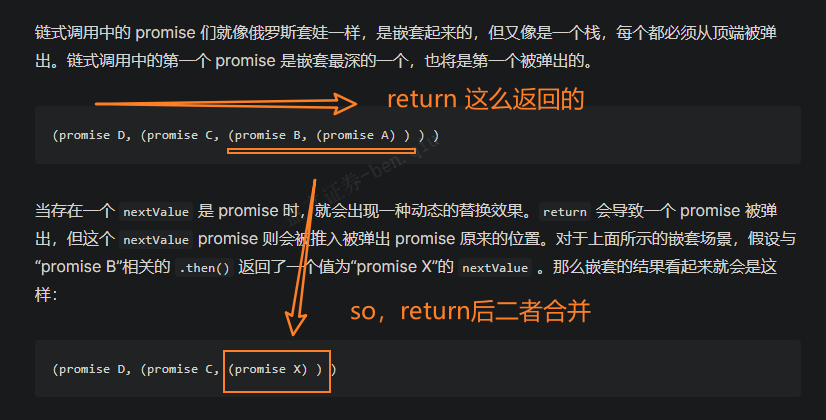 链式调用中的 promise 们就像俄罗斯套娃一样，是嵌套起来的，但又像是一个栈，每个都必须从顶端被弹
出。链式调用中的第一个 promise 是嵌套最深的一个，也将是第一个被弹出的。
return 这么返回的
(promise D, (promise C, (promise B, (promise A) ) ) )
证券-ben.
当存在一个 nextValue 是 promise 时，就会出现一种动态的替换效果。return 会导致一个 promise 被弹
出，但这个 nextValue promise 则会被推入被弹出 promise 原来的位置。对于上面所示的嵌套场景，假设与
“promise B”相关的 .then() 返回了一个值为“promise X”的 nextValue 。那么嵌套的结果看起来就会是这
样：
so，return后二者合并
(promise D, (promise C, (promise X) ) )